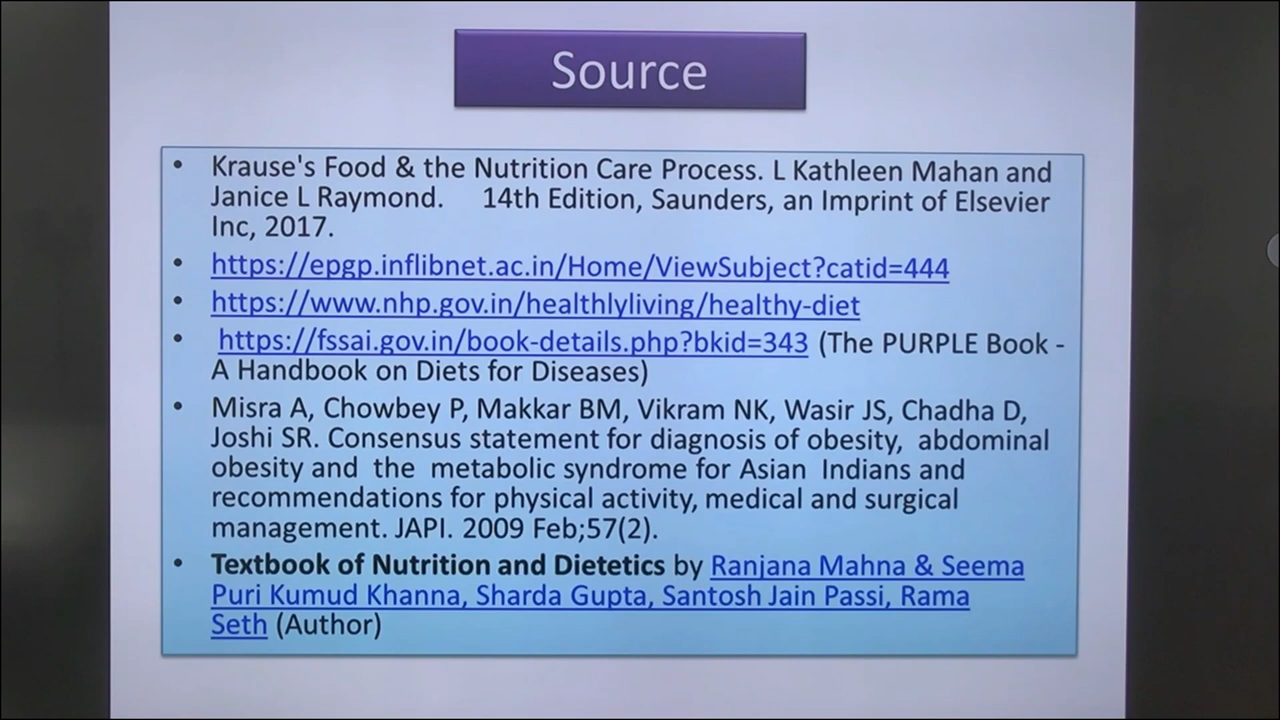 Source
• Krause's Food & the Nutrition Care Process. L Kathleen Mahan and
Janice L Raymond. 14th Edition, Saunders, an Imprint of Elsevier
Inc, 2017.
• https://epgp.inflibnet.ac.in/Home/ViewSubject?catid=444
• https://www.nhp.gov.in/healthlyliving/healthy-diet
• https://fssai.gov.in/book-details.php?bkid=343 (The PURPLE Book -
A Handbook on Diets for Diseases)
• Misra A, Chowbey P, Makkar BM, Vikram NK, Wasir JS, Chadha D,
Joshi SR. Consensus statement for diagnosis of obesity, abdominal
obesity and the metabolic syndrome for Asian Indians and
recommendations for physical activity, medical and surgical
management. JAPI. 2009 Feb;57(2).
• Textbook of Nutrition and Dietetics by Ranjana Mahna & Seema
Puri Kumud Khanna, Sharda Gupta, Santosh Jain Passi, Rama
Seth (Author)